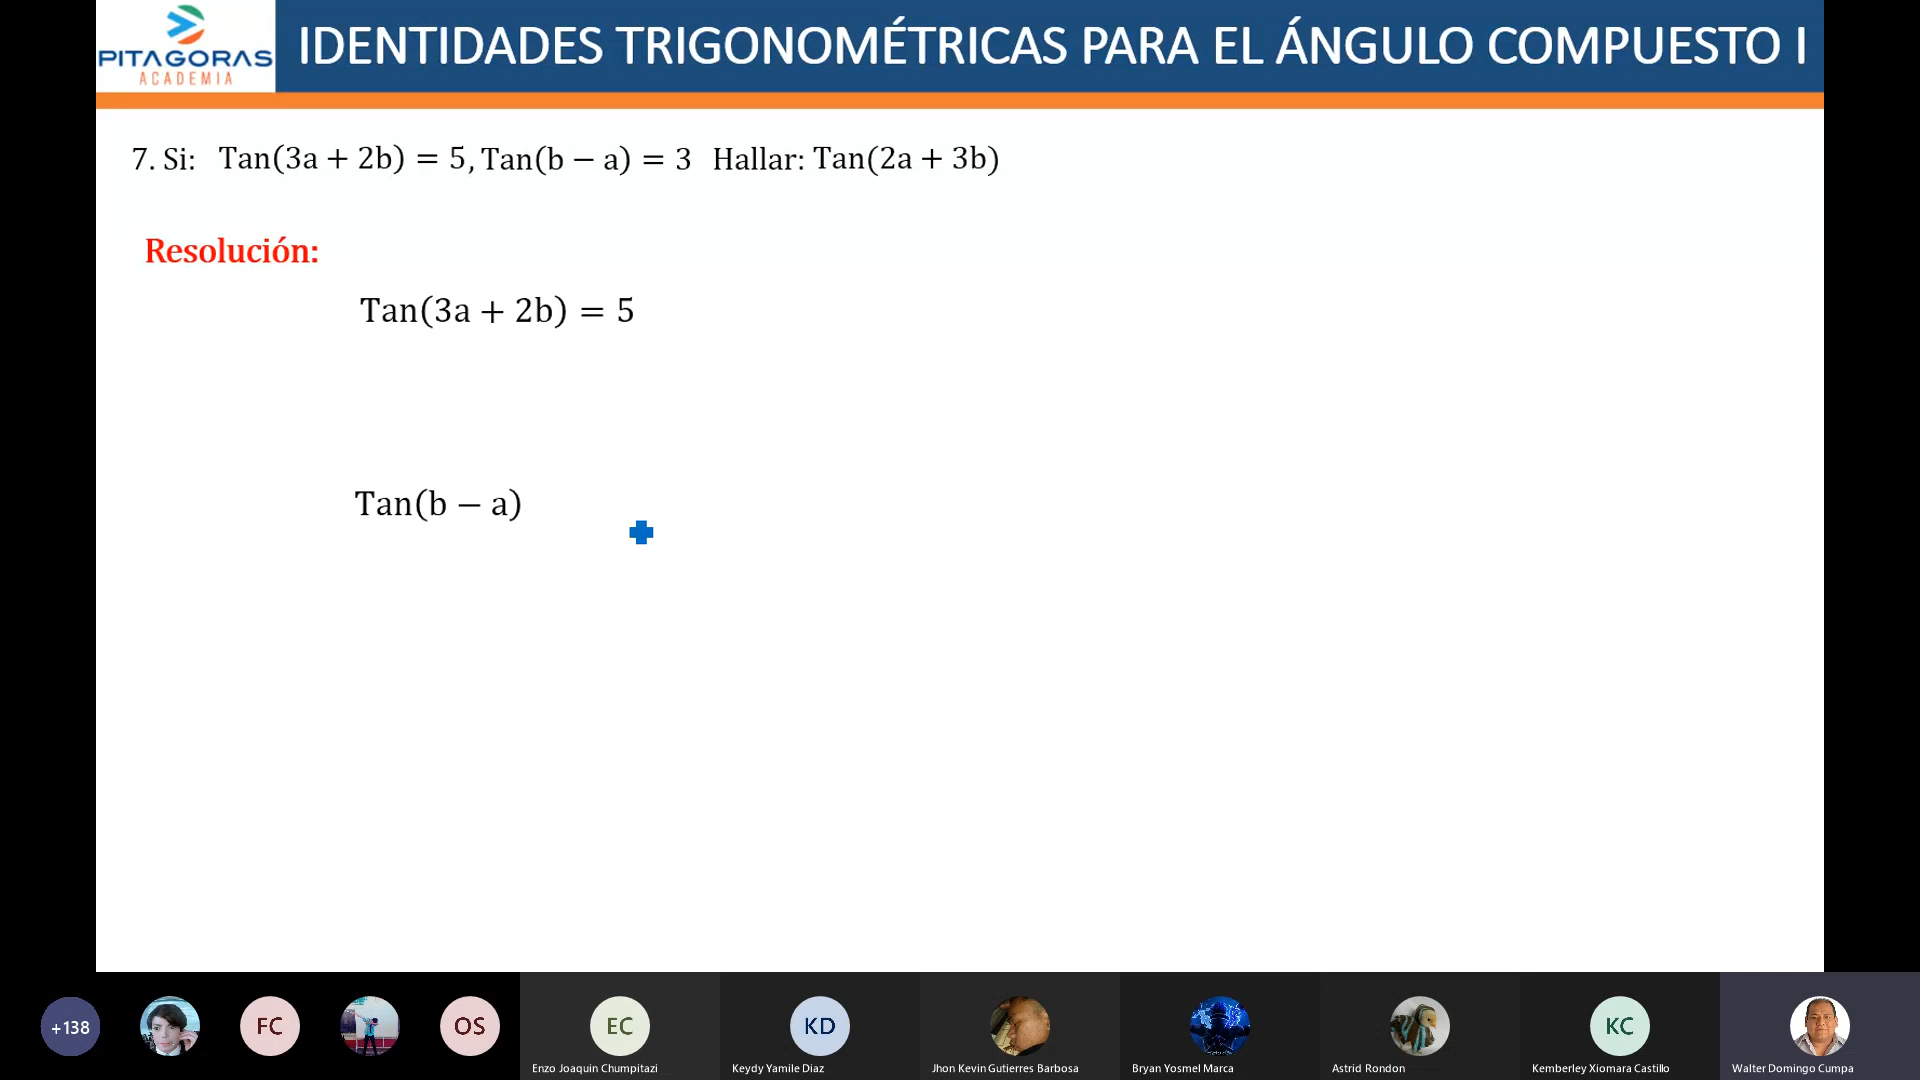 PITAGORAS
ACADEMIA
IDENTIDADES TRIGONOMÉTRICAS PARA EL ÁNGULO COMPUESTO I
7. Si: Tan(3a + 2b) = 5, Tan(b − a) = 3 Hallar: Tan(2a + 3b)
Resolución:
Tan(3a + 2b) = 5
Tan(b − a)
+138
FC
OS
EC
KD
KC
Enzo Joaquin Chumpitazi
Keydy Yamile Diaz
Jhon Kevin Gutierres Barbosa
Bryan Yosmel Marca
Astrid Rondon
Kemberley Xiomara Castillo
Walter Domingo Cumpa